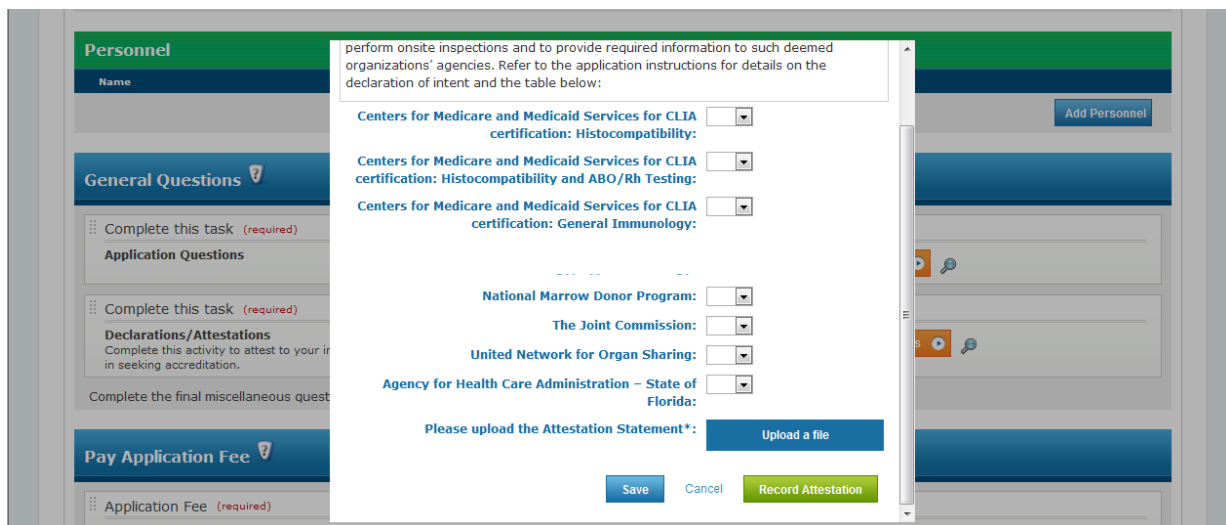 Personnel
Name
Add Personnel
General Questions ?
Complete this task (required)
Application Questions
Complete this task (required)
Declarations/Attestations
Complete this activity to attest to your in
in seeking accreditation.
s
Complete the final miscellaneous quest
Pay Application Fee ?
Application Fee (required)
perform onsite inspections and to provide required information to such deemed
organizations' agencies. Refer to the application instructions for details on the
declaration of intent and the table below:
Centers for Medicare and Medicaid Services for CLIA
certification: Histocompatibility:
Centers for Medicare and Medicaid Services for CLIA
certification: Histocompatibility and ABO/Rh Testing:
Centers for Medicare and Medicaid Services for CLIA
certification: General Immunology:
National Marrow Donor Program:
The Joint Commission:
United Network for Organ Sharing:
Agency for Health Care Administration – State of
Florida:
Please upload the Attestation Statement*:
Upload a file
Save
Cancel
Record Attestation